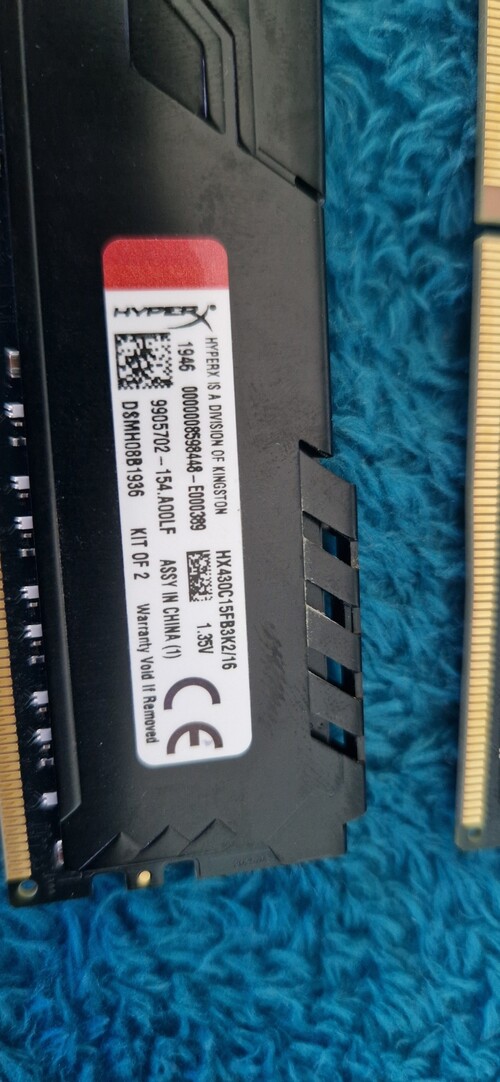 HYPERX
HYPERX IS A DIVISION OF KINGSTON
HX430C15FB3K2/16
1946 0000008598448-E000389
1.35V
9905702-154.A00LF
ASSY IN CHINA (1)
DSMH08B1936
KIT OF 2
Warranty Void If Removed
CE